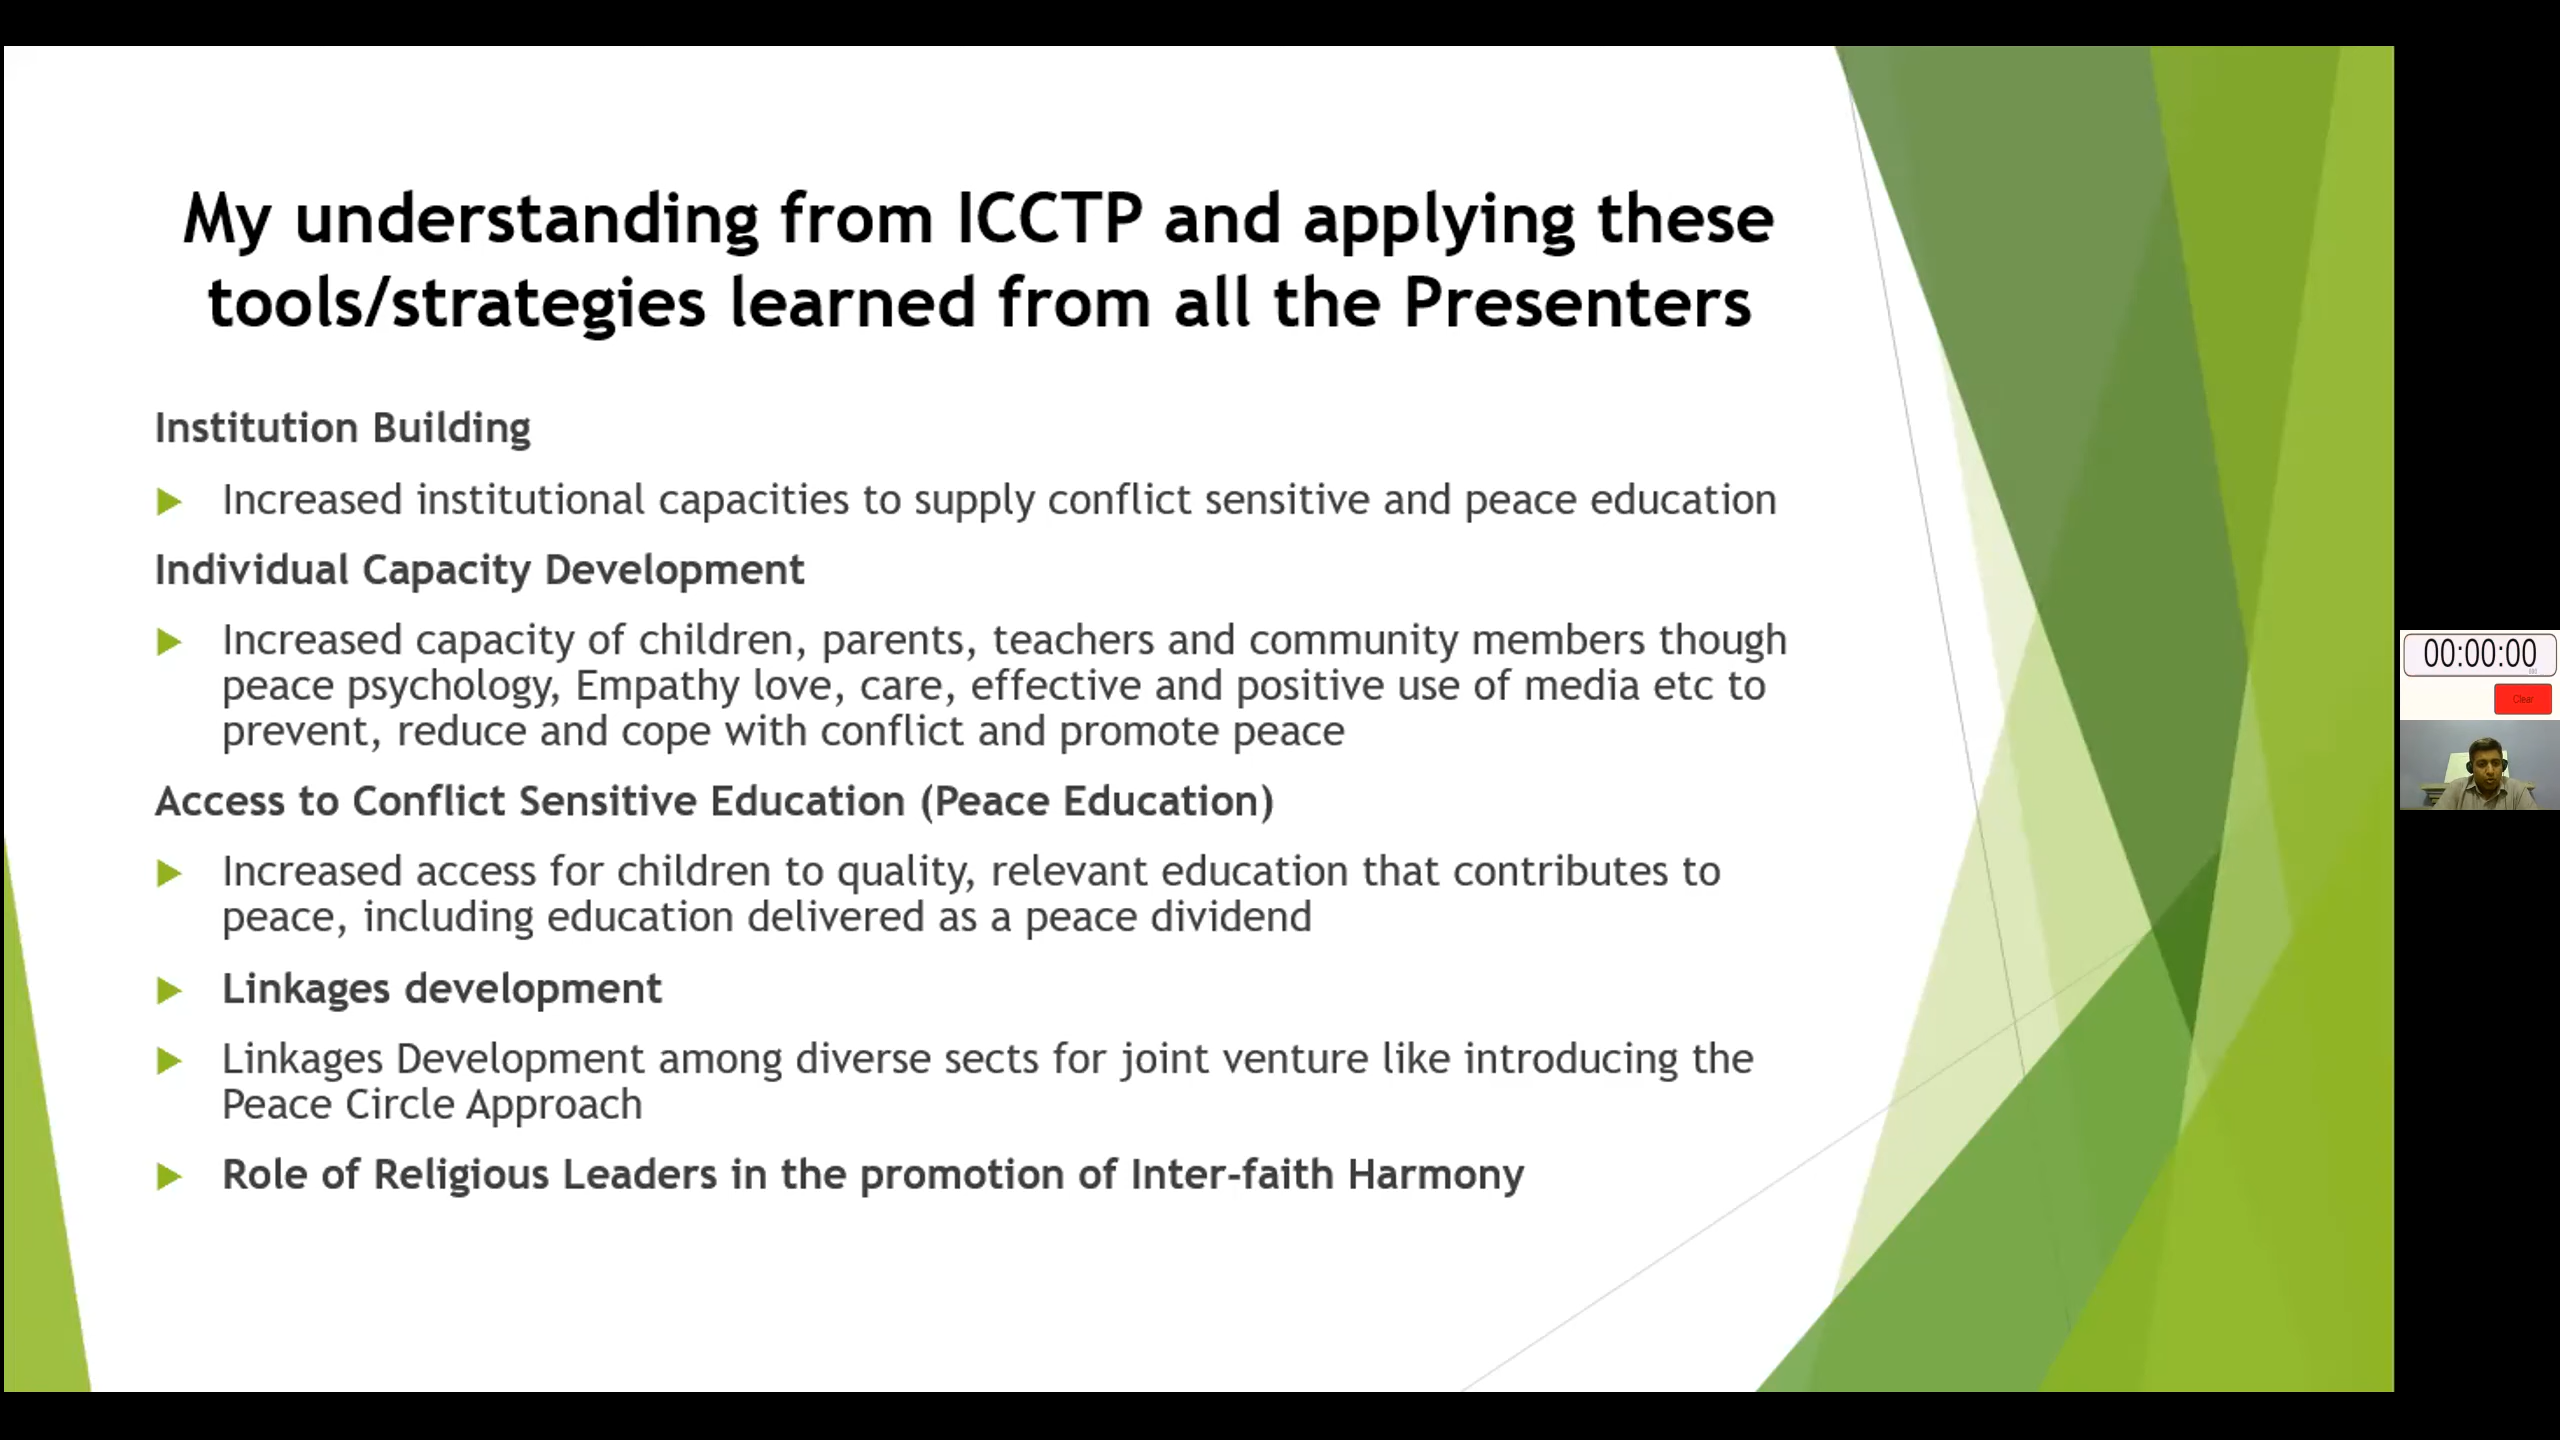 My understanding from ICCTP and applying these
tools/strategies learned from all the Presenters
Institution Building
Increased institutional capacities to supply conflict sensitive and peace education
Individual Capacity Development
Increased capacity of children, parents, teachers and community members though
peace psychology, Empathy love, care, effective and positive use of media etc to
prevent, reduce and cope with conflict and promote peace
Access to Conflict Sensitive Education (Peace Education)
Increased access for children to quality, relevant education that contributes to
peace, including education delivered as a peace dividend
Linkages development
Linkages Development among diverse sects for joint venture like introducing the
Peace Circle Approach
Role of Religious Leaders in the promotion of Inter-faith Harmony
00:00:00
Clear